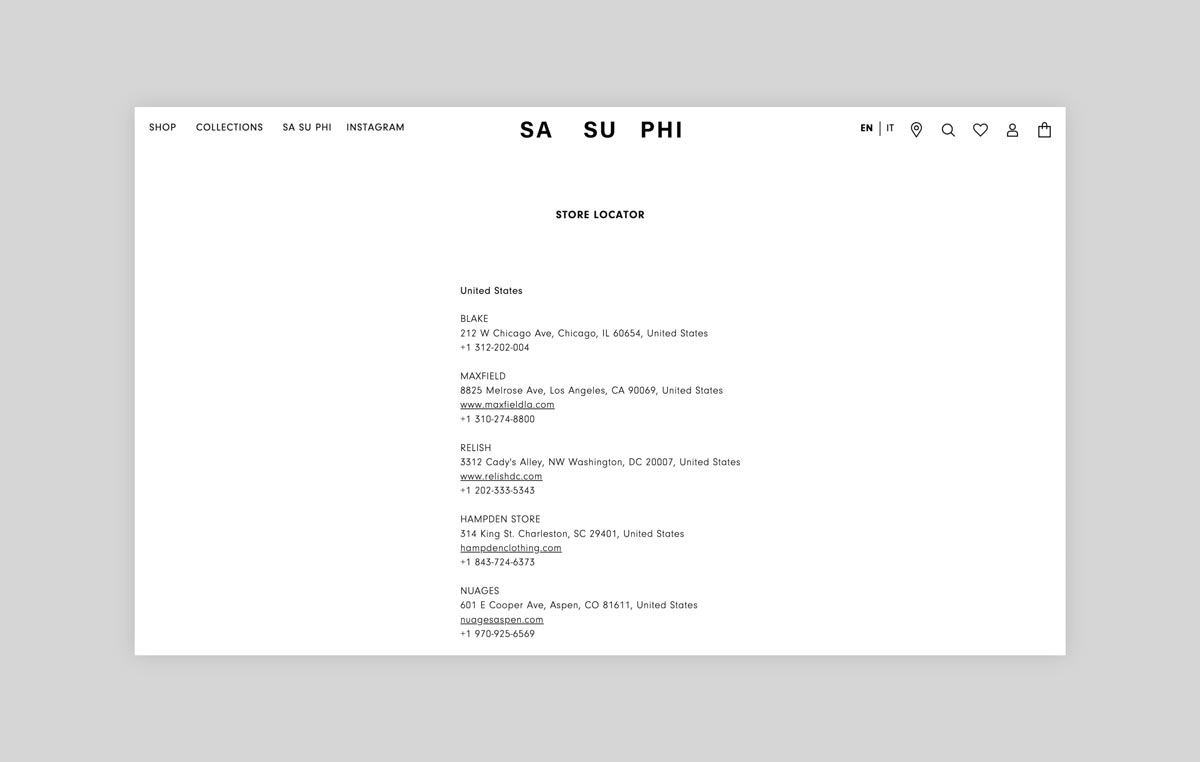 SHOP COLLECTIONS SA SU PHI INSTAGRAM SA SU PHI EN | IT
STORE LOCATOR
United States
BLAKE
212 W Chicago Ave, Chicago, IL 60654, United States
+1 312-202-004
MAXFIELD
8825 Melrose Ave, Los Angeles, CA 90069, United States
www.maxfieldla.com
+1 310-274-8800
RELISH
3312 Cady's Alley, NW Washington, DC 20007, United States
www.relishdc.com
+1 202-333-5343
HAMPDEN STORE
314 King St. Charleston, SC 29401, United States
hampdenclothing.com
+1 843-724-6373
NUAGES
601 E Cooper Ave, Aspen, CO 81611, United States
nuagesaspen.com
+1 970-925-6569